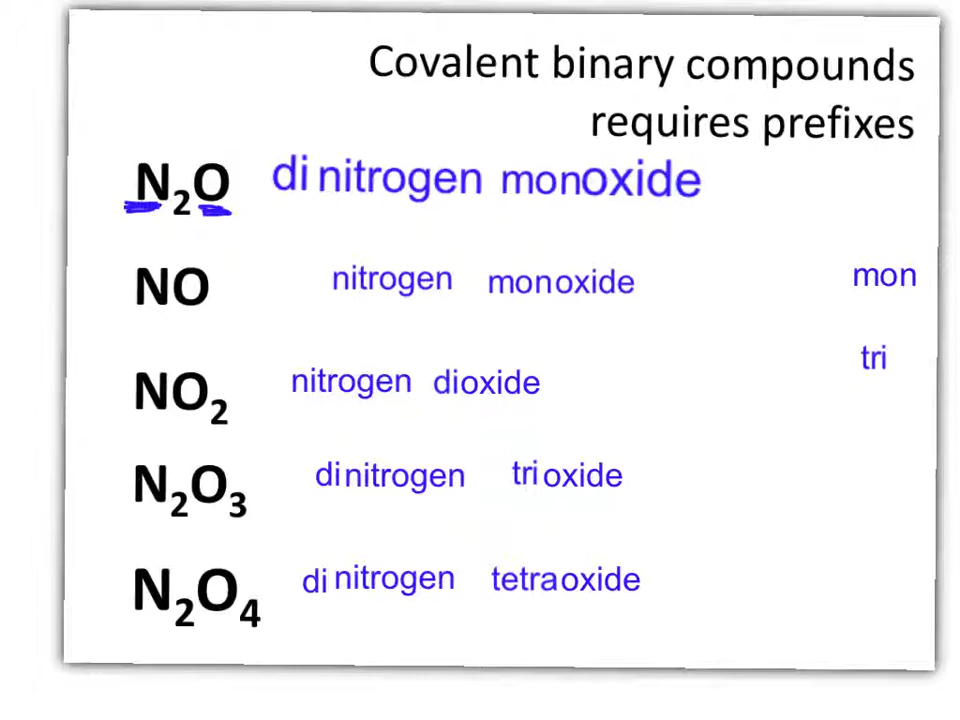 Covalent binary compounds
requires prefixes
N₂O dinitrogen monoxide
NO nitrogen monoxide mon
tri
NO₂ nitrogen dioxide
N₂O₃ dinitrogen trioxide
N₂O₄ dinitrogen tetraoxide